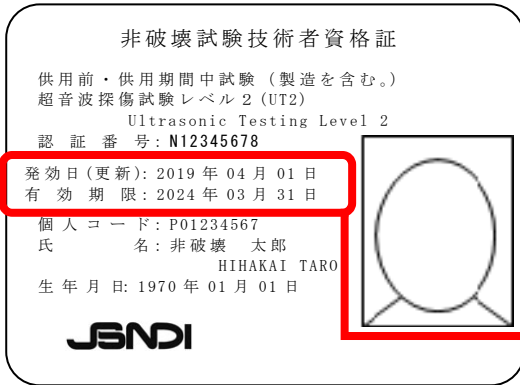 非破壊試験技術者資格証
供用前・供用期間中試験（製造を含む。）
超音波探傷試験レベル２(UT2)
Ultrasonic Testing Level 2
認証番号: N12345678
発効日(更新): 2019年04月01日
有効期限: 2024年03月31日
個人コード: P01234567
氏名: 非破壊　太郎
HIHAKAI TARO
生年月日: 1970年01月01日
JSNDI